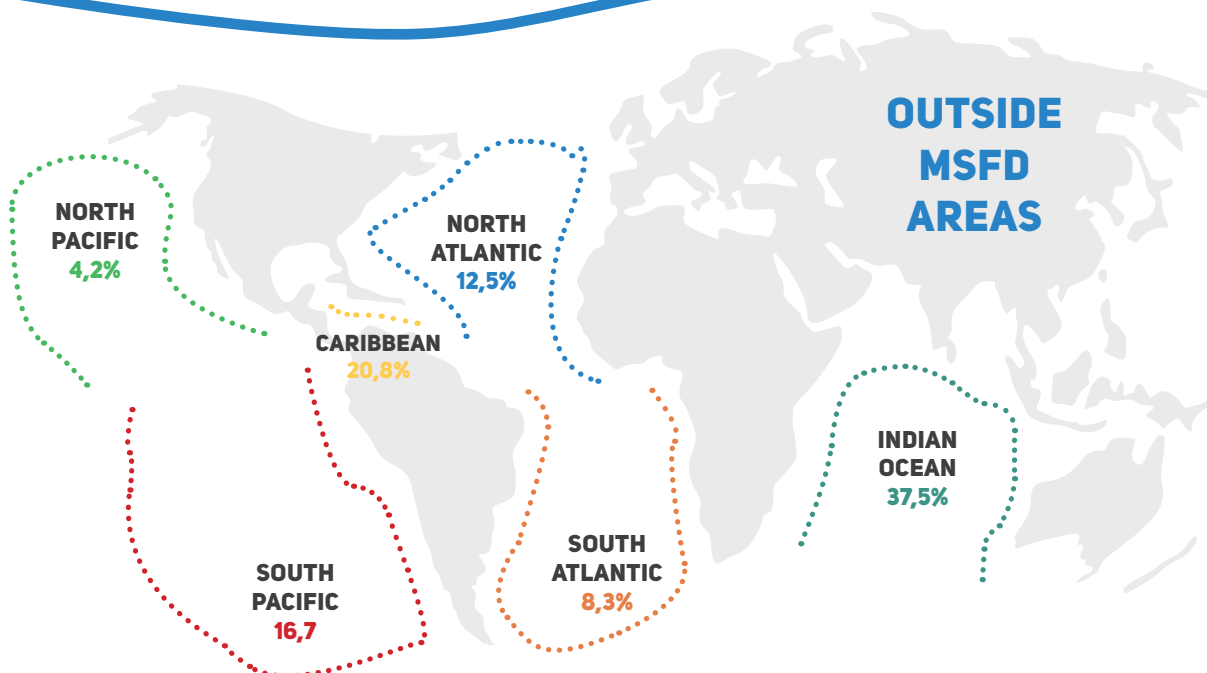 OUTSIDE
MSFD
AREAS
NORTH
PACIFIC
4,2%
NORTH
ATLANTIC
12,5%
CARIBBEAN
20,8%
INDIAN
OCEAN
37,5%
SOUTH
ATLANTIC
8,3%
SOUTH
PACIFIC
16,7